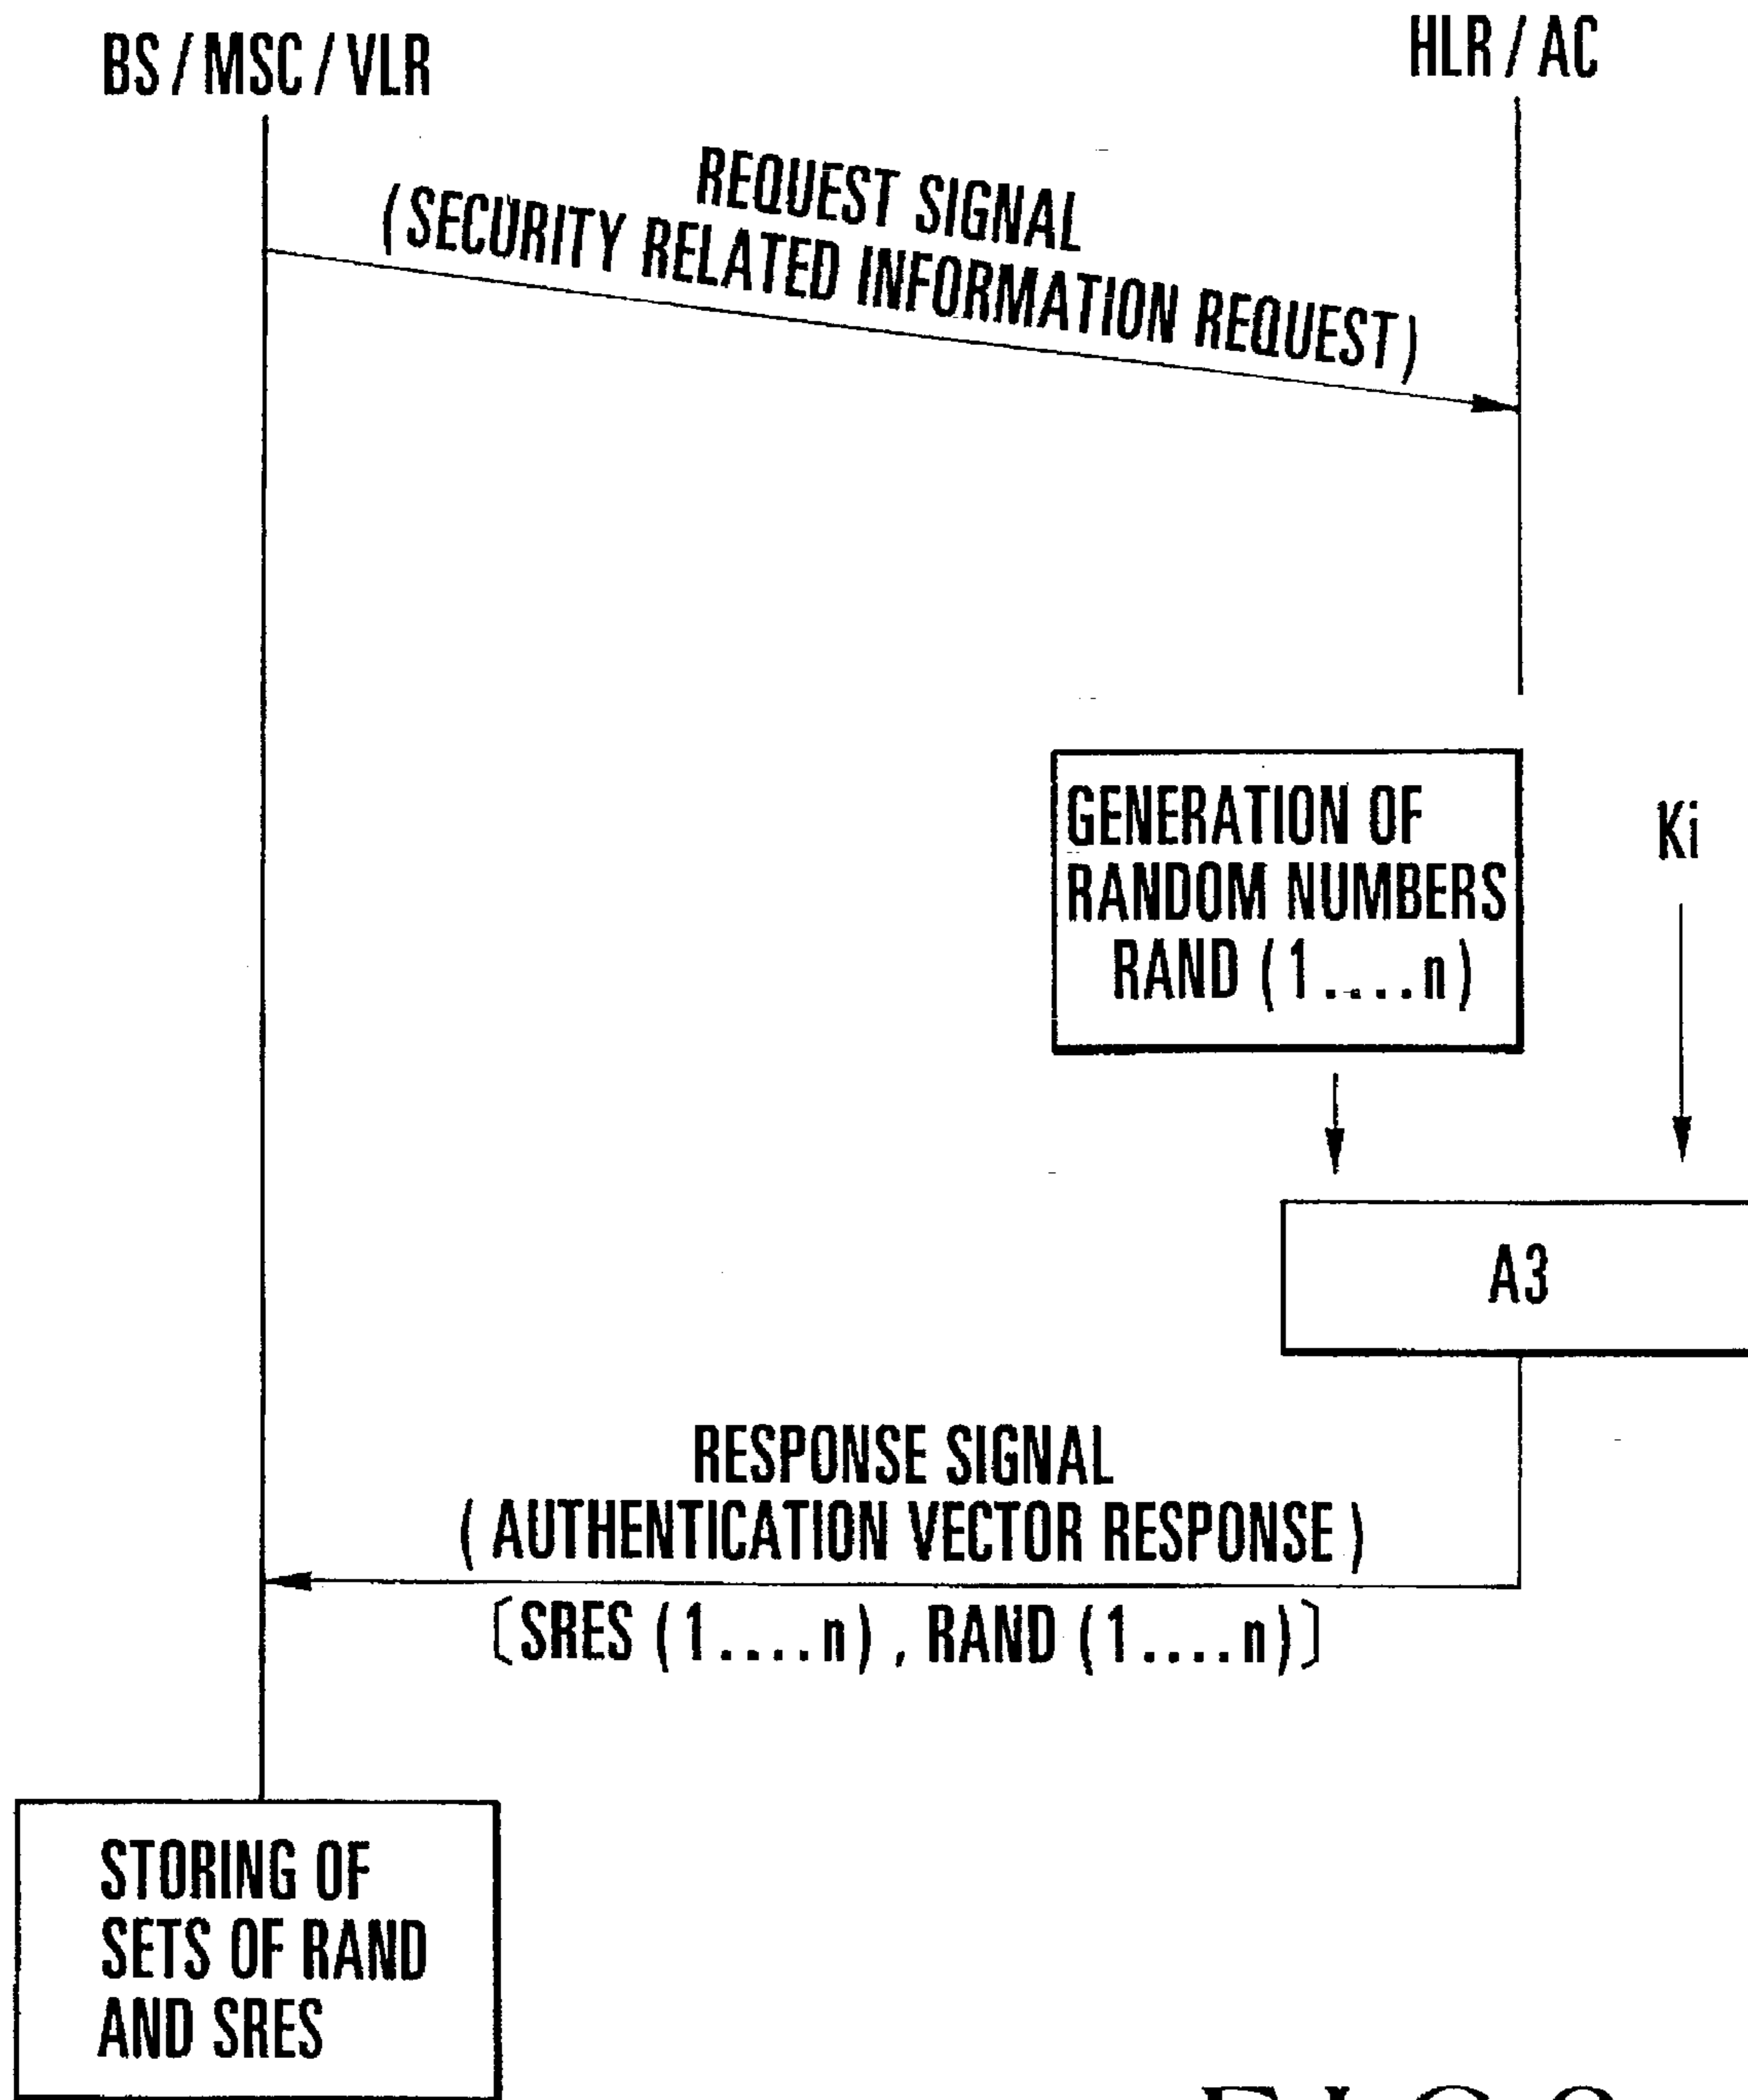 BS / MSC / VLR
HLR / AC
REQUEST SIGNAL
(SECURITY RELATED INFORMATION REQUEST)
GENERATION OF
RANDOM NUMBERS
RAND (1....n)
Ki
A3
RESPONSE SIGNAL
( AUTHENTICATION VECTOR RESPONSE )
〔SRES (1....n) , RAND (1....n)〕
STORING OF
SETS OF RAND
AND SRES